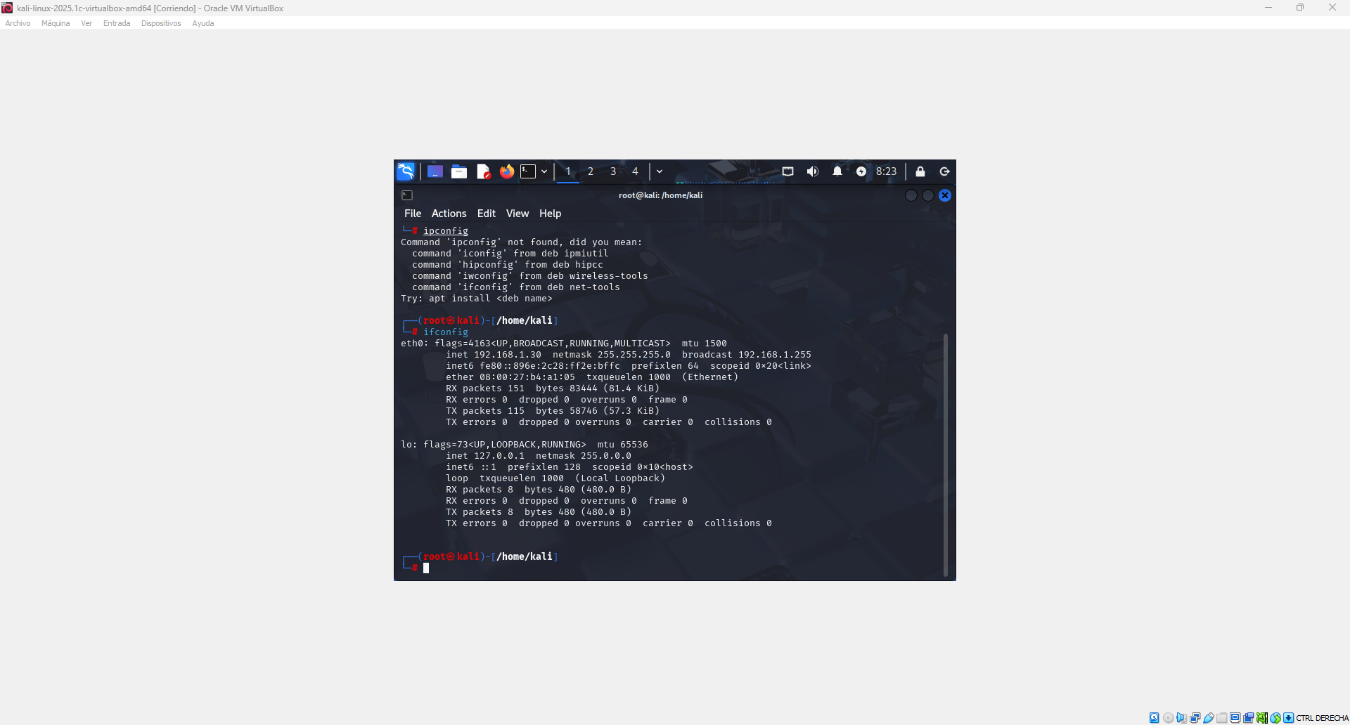 kali-linux-2025.1c-virtualbox-amd64 [Corriendo] - Oracle VM VirtualBox
Archivo Máquina Ver Entrada Dispositivos Ayuda
1 2 3 4 8:23
root@kali: /home/kali
File Actions Edit View Help
└─# ipconfig
Command 'ipconfig' not found, did you mean:
  command 'iconfig' from deb ipmiutil
  command 'hipconfig' from deb hipcc
  command 'iwconfig' from deb wireless-tools
  command 'ifconfig' from deb net-tools
Try: apt install <deb name>
┌──(root㉿kali)-[/home/kali]
└─# ifconfig
eth0: flags=4163<UP,BROADCAST,RUNNING,MULTICAST>  mtu 1500
        inet 192.168.1.30  netmask 255.255.255.0  broadcast 192.168.1.255
        inet6 fe80::896e:2c28:ff2e:bffc  prefixlen 64  scopeid 0×20<link>
        ether 08:00:27:b4:a1:05  txqueuelen 1000  (Ethernet)
        RX packets 151  bytes 83444 (81.4 KiB)
        RX errors 0  dropped 0  overruns 0  frame 0
        TX packets 115  bytes 58746 (57.3 KiB)
        TX errors 0  dropped 0 overruns 0  carrier 0  collisions 0
lo: flags=73<UP,LOOPBACK,RUNNING>  mtu 65536
        inet 127.0.0.1  netmask 255.0.0.0
        inet6 ::1  prefixlen 128  scopeid 0×10<host>
        loop  txqueuelen 1000  (Local Loopback)
        RX packets 8  bytes 480 (480.0 B)
        RX errors 0  dropped 0  overruns 0  frame 0
        TX packets 8  bytes 480 (480.0 B)
        TX errors 0  dropped 0 overruns 0  carrier 0  collisions 0
┌──(root㉿kali)-[/home/kali]
└─#
CTRL DERECHA